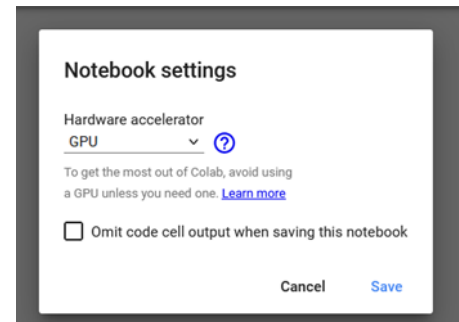 Notebook settings
Hardware accelerator
GPU
To get the most out of Colab, avoid using
a GPU unless you need one. Learn more
Omit code cell output when saving this notebook
Cancel Save